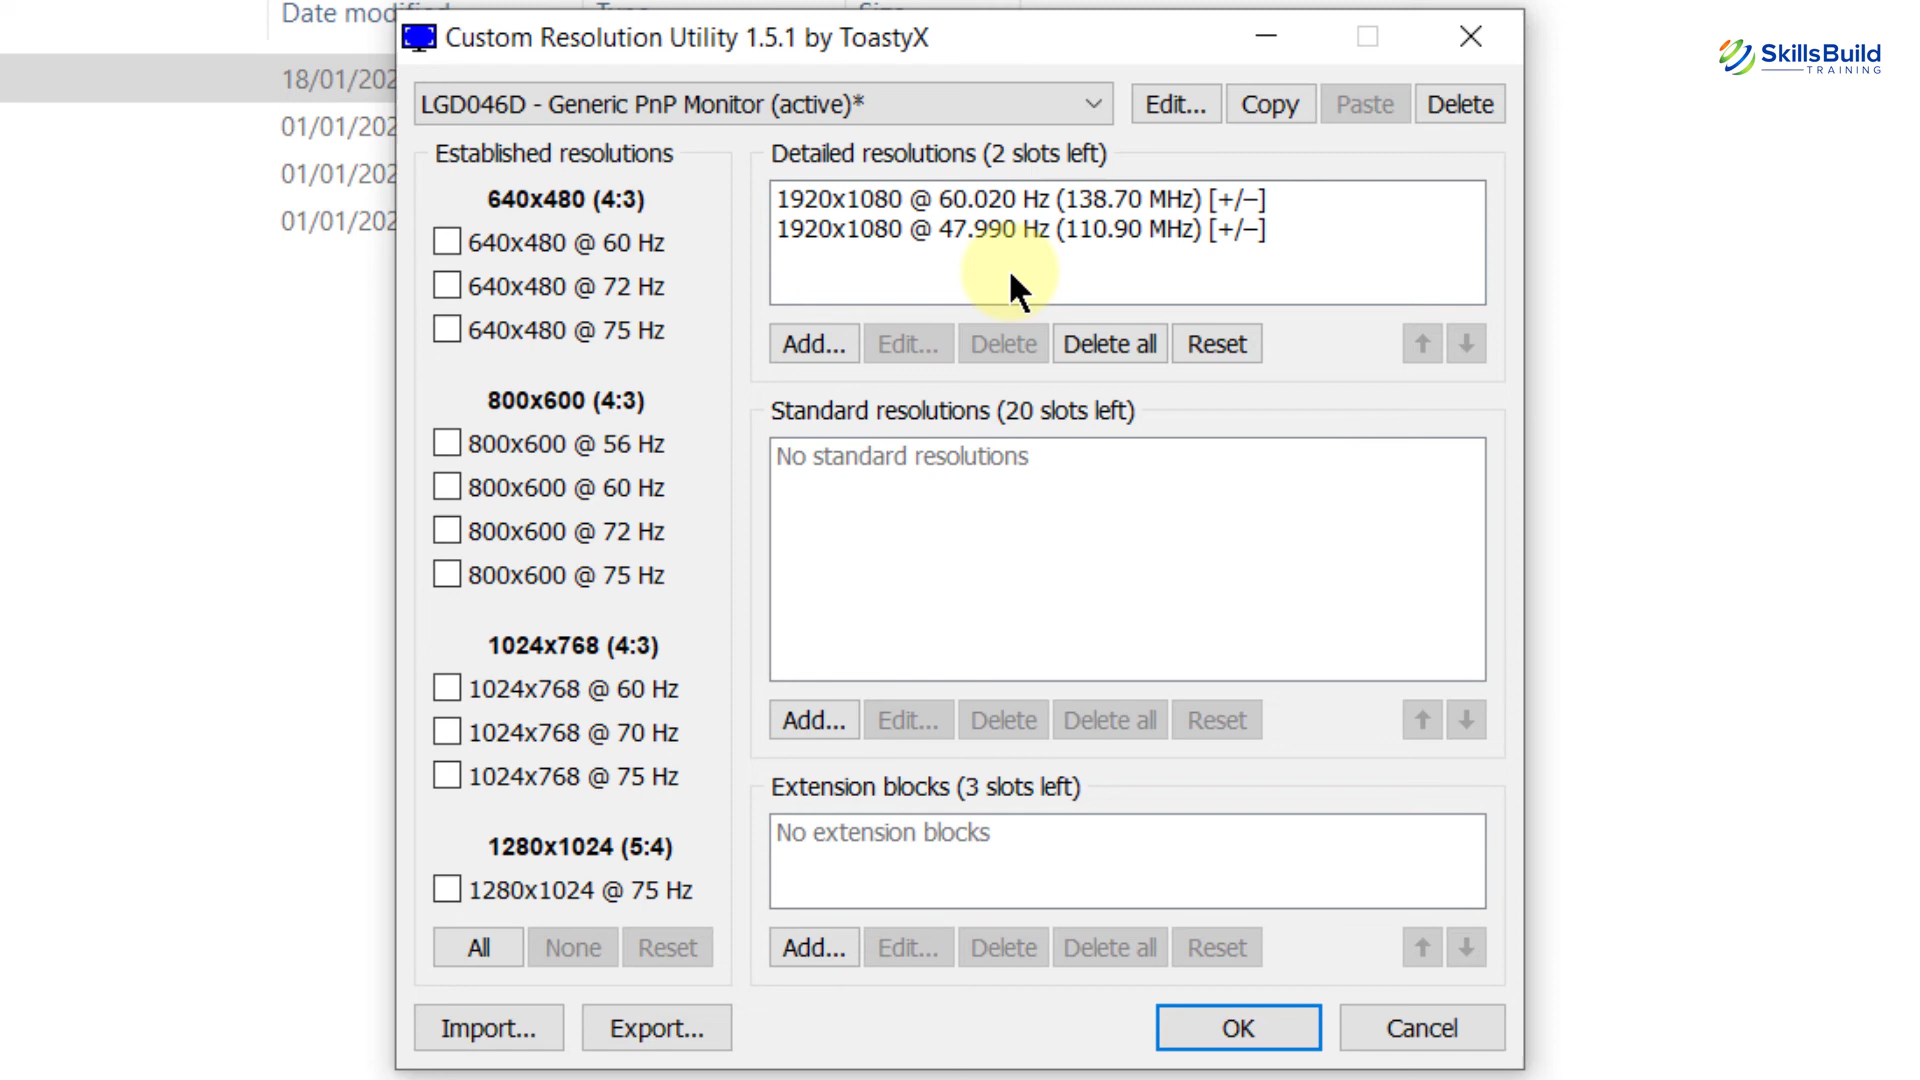 Date modified
Type
Size
18/01/202
01/01/202
01/01/202
01/01/202
Custom Resolution Utility 1.5.1 by ToastyX
SkillsBuild
TRAINING
LGD046D - Generic PnP Monitor (active)*
Edit...
Copy
Paste
Delete
Established resolutions
640x480 (4:3)
640x480 @ 60 Hz
640x480 @ 72 Hz
640x480 @ 75 Hz
800x600 (4:3)
800x600 @ 56 Hz
800x600 @ 60 Hz
800x600 @ 72 Hz
800x600 @ 75 Hz
1024x768 (4:3)
1024x768 @ 60 Hz
1024x768 @ 70 Hz
1024x768 @ 75 Hz
1280x1024 (5:4)
1280x1024 @ 75 Hz
All
None
Reset
Detailed resolutions (2 slots left)
1920x1080 @ 60.020 Hz (138.70 MHz) [+/−]
1920x1080 @ 47.990 Hz (110.90 MHz) [+/−]
Add...
Edit...
Delete
Delete all
Reset
Standard resolutions (20 slots left)
No standard resolutions
Add...
Edit...
Delete
Delete all
Reset
Extension blocks (3 slots left)
No extension blocks
Add...
Edit...
Delete
Delete all
Reset
Import...
Export...
OK
Cancel